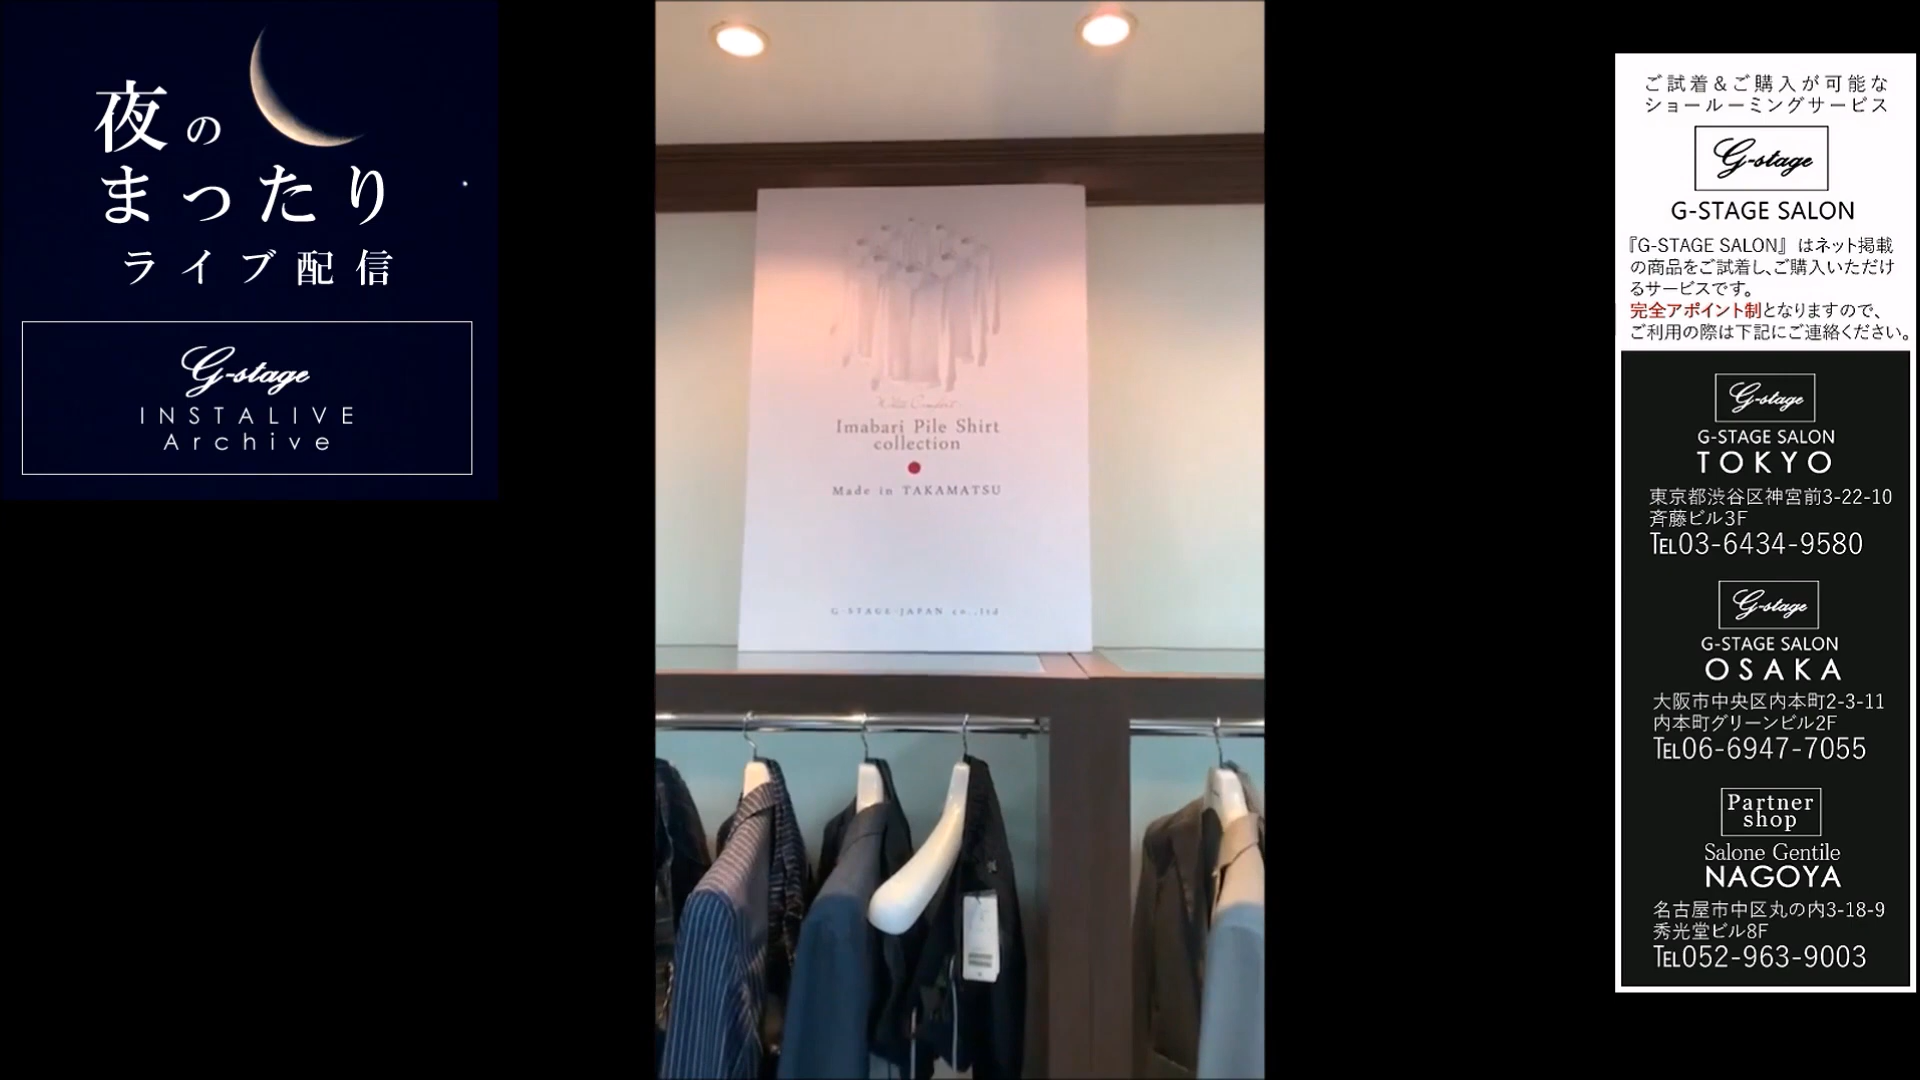 夜の
まったり
ライブ配信
G-stage
INSTALIVE
Archive
White Comfort
Imabari Pile Shirt
collection
Made in TAKAMATSU
G-STAGE-JAPAN co.,ltd
ご試着&ご購入が可能な
ショールーミングサービス
G-stage
G-STAGE SALON
『G-STAGE SALON』はネット掲載
の商品をご試着し、ご購入いただけ
るサービスです。
完全アポイント制となりますので、
ご利用の際は下記にご連絡ください。
G-stage
G-STAGE SALON
TOKYO
東京都渋谷区神宮前3-22-10
斉藤ビル3F
TEL03-6434-9580
G-stage
G-STAGE SALON
OSAKA
大阪市中央区内本町2-3-11
内本町グリーンビル2F
TEL06-6947-7055
Partner
shop
Salone Gentile
NAGOYA
名古屋市中区丸の内3-18-9
秀光堂ビル8F
TEL052-963-9003